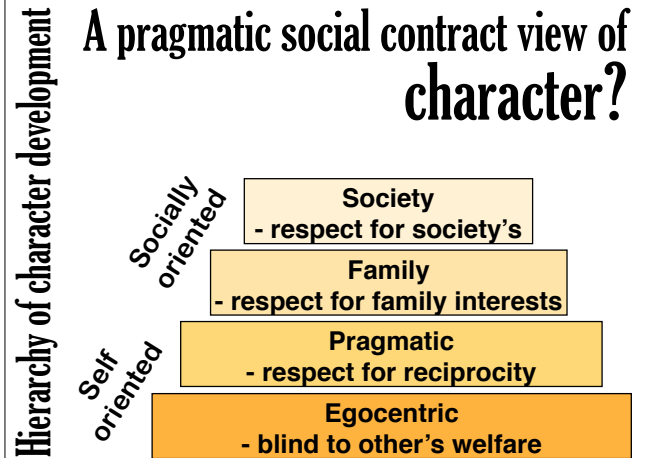 Hierarchy of character development
A pragmatic social contract view of
character?
Socially
oriented
Society
- respect for society's
Family
- respect for family interests
Self
oriented
Pragmatic
- respect for reciprocity
Egocentric
- blind to other's welfare